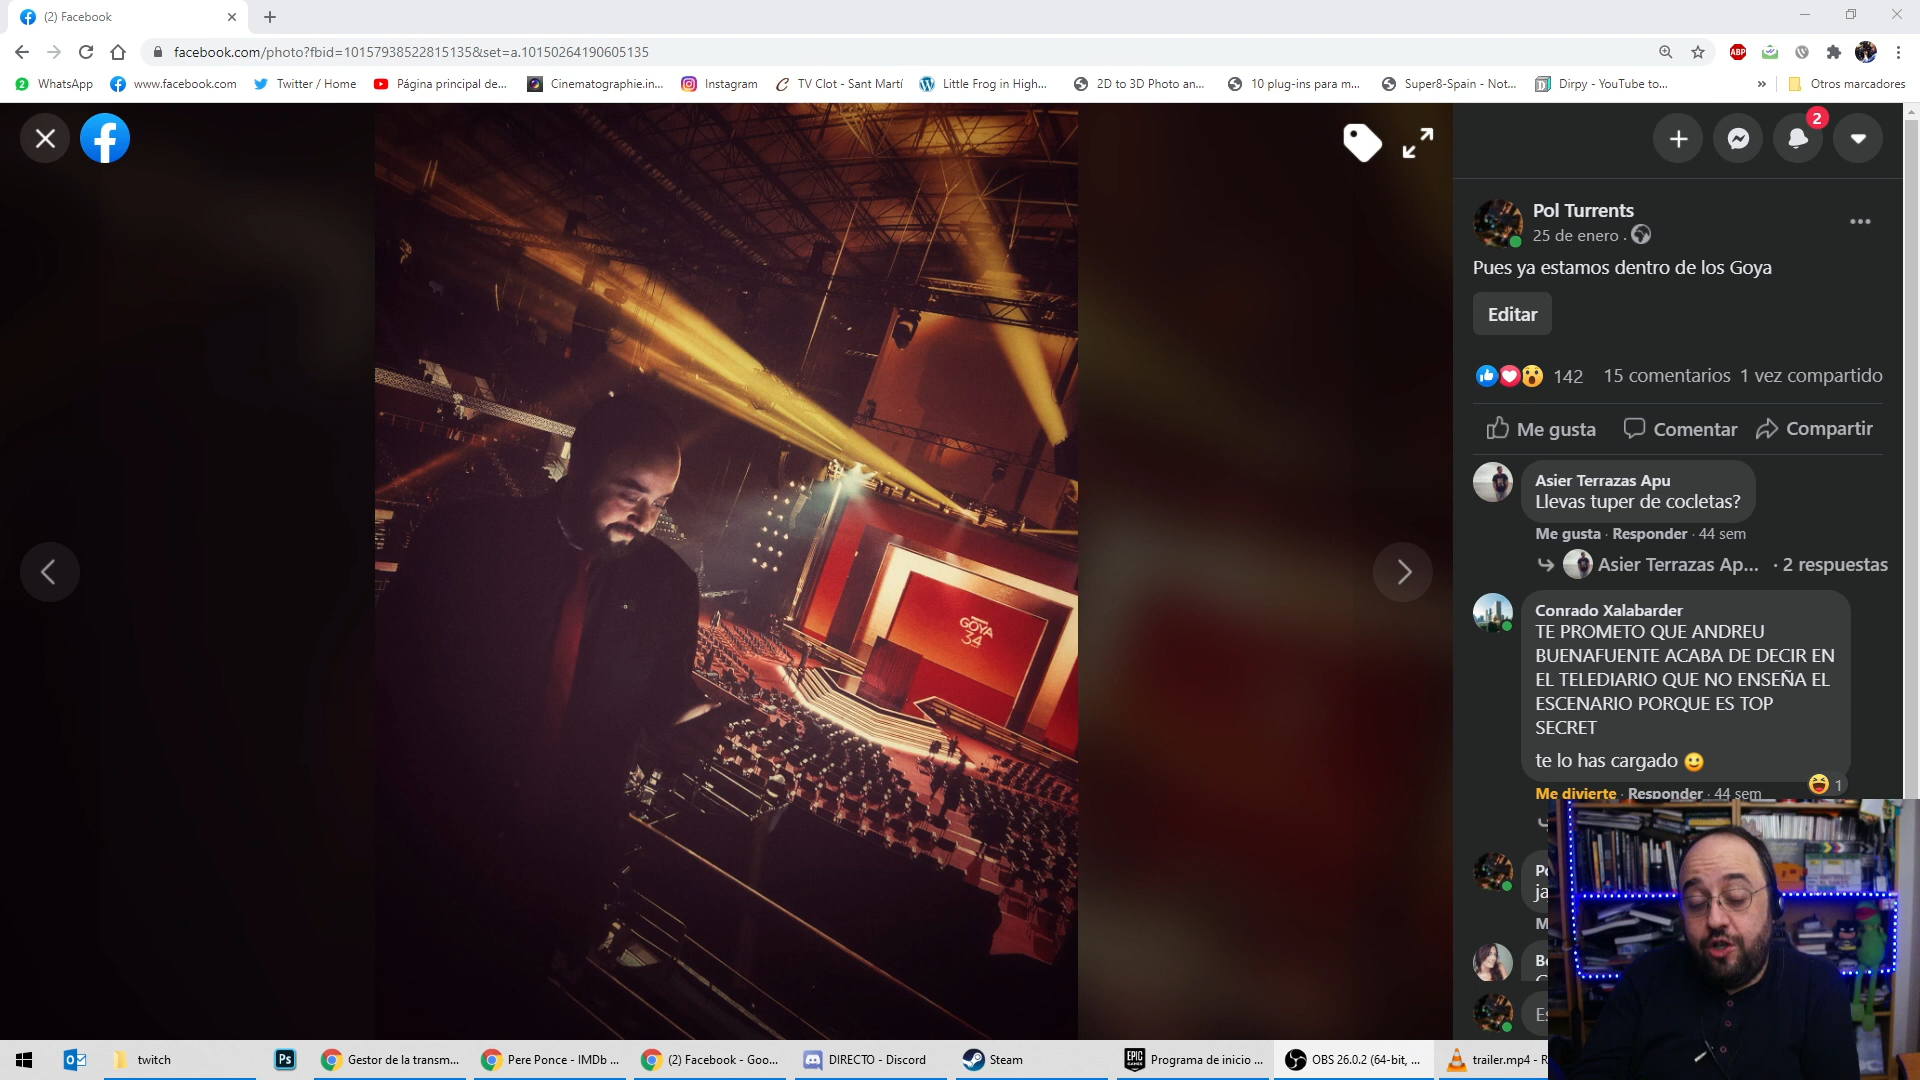 (2) Facebook
facebook.com/photo?fbid=10157938522815135&set=a.10150264190605135
ABP
2 WhatsApp
www.facebook.com
Twitter / Home
Página principal de...
Cinematographie.in...
Instagram
TV Clot - Sant Martí
Little Frog in High...
2D to 3D Photo an...
10 plug-ins para m...
Super8-Spain - Not...
Dirpy - YouTube to...
»
Otros marcadores
2
Pol Turrents
25 de enero ·
Pues ya estamos dentro de los Goya
Editar
142 15 comentarios 1 vez compartido
Me gusta Comentar Compartir
Asier Terrazas Apu
Llevas tuper de cocletas?
Me gusta · Responder · 44 sem
Asier Terrazas Ap... · 2 respuestas
Conrado Xalabarder
TE PROMETO QUE ANDREU
BUENAFUENTE ACABA DE DECIR EN
EL TELEDIARIO QUE NO ENSEÑA EL
ESCENARIO PORQUE ES TOP
SECRET
te lo has cargado
1
Me divierte · Responder · 44 sem
GOYA
34
Ps
twitch
Gestor de la transm...
Pere Ponce - IMDb ...
(2) Facebook - Goo...
DIRECTO - Discord
Steam
EPIC GAMES
Programa de inicio ...
OBS 26.0.2 (64-bit, ...
trailer.mp4 - R